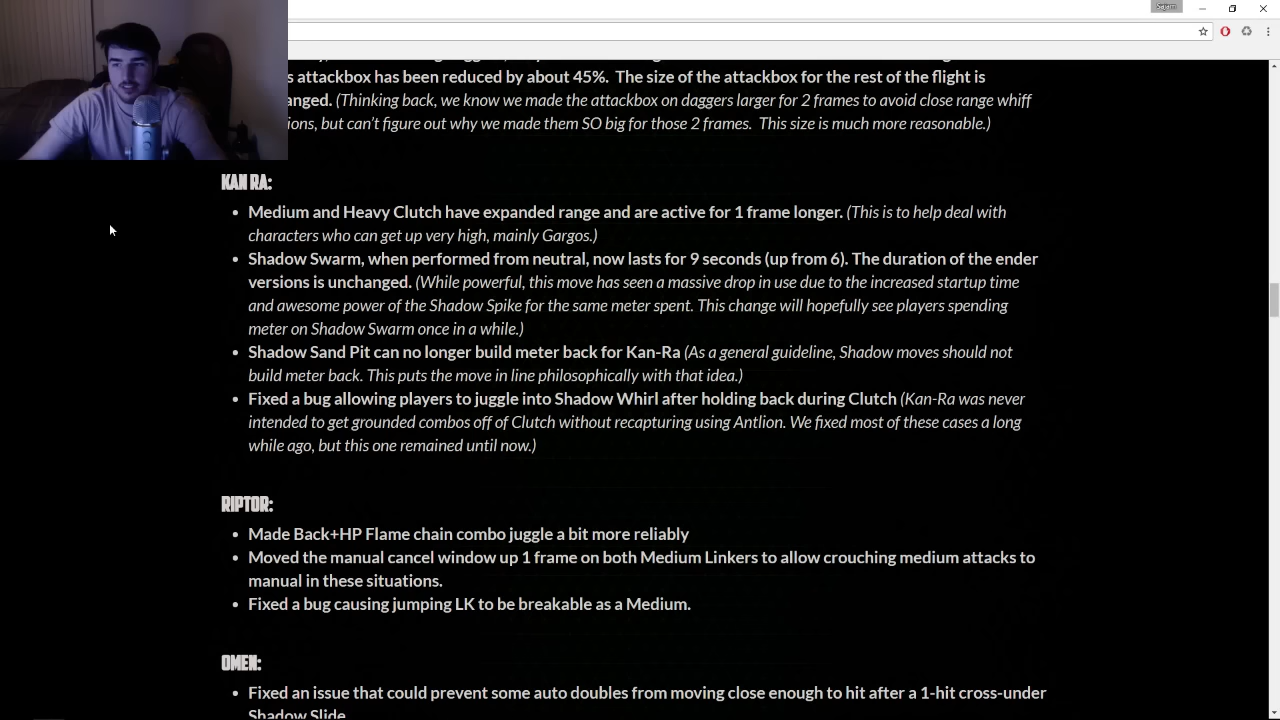 Sajam
s attackbox has been reduced by about 45%. The size of the attackbox for the rest of the flight is
anged. (Thinking back, we know we made the attackbox on daggers larger for 2 frames to avoid close range whiff
ions, but can't figure out why we made them SO big for those 2 frames. This size is much more reasonable.)
KAN RA:
• Medium and Heavy Clutch have expanded range and are active for 1 frame longer. (This is to help deal with
characters who can get up very high, mainly Gargos.)
• Shadow Swarm, when performed from neutral, now lasts for 9 seconds (up from 6). The duration of the ender
versions is unchanged. (While powerful, this move has seen a massive drop in use due to the increased startup time
and awesome power of the Shadow Spike for the same meter spent. This change will hopefully see players spending
meter on Shadow Swarm once in a while.)
• Shadow Sand Pit can no longer build meter back for Kan-Ra (As a general guideline, Shadow moves should not
build meter back. This puts the move in line philosophically with that idea.)
• Fixed a bug allowing players to juggle into Shadow Whirl after holding back during Clutch (Kan-Ra was never
intended to get grounded combos off of Clutch without recapturing using Antlion. We fixed most of these cases a long
while ago, but this one remained until now.)
RIPTOR:
• Made Back+HP Flame chain combo juggle a bit more reliably
• Moved the manual cancel window up 1 frame on both Medium Linkers to allow crouching medium attacks to
manual in these situations.
• Fixed a bug causing jumping LK to be breakable as a Medium.
OMEN:
• Fixed an issue that could prevent some auto doubles from moving close enough to hit after a 1-hit cross-under
Shadow Slide